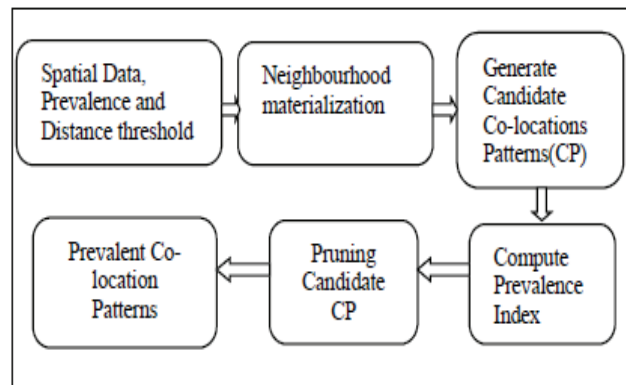 Spatial Data,
Prevalence and
Distance threshold
Neighbourhood
materialization
Generate
Candidate
Co-locations
Patterns(CP)
Compute
Prevalence
Index
Pruning
Candidate
CP
Prevalent Co-
location
Patterns